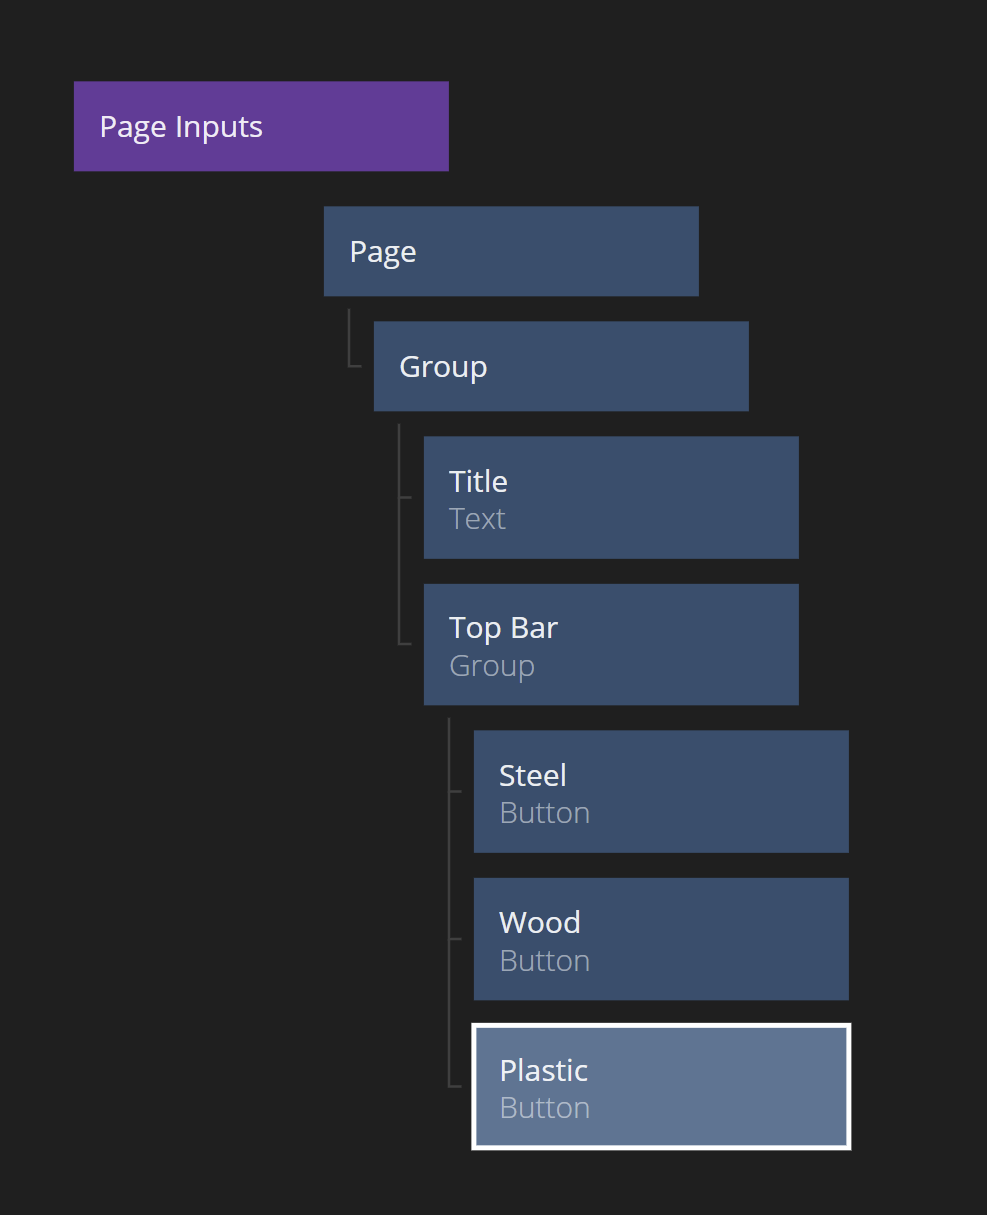 Page Inputs
Page
Group
Title
Text
Top Bar
Group
Steel
Button
Wood
Button
Plastic
Button